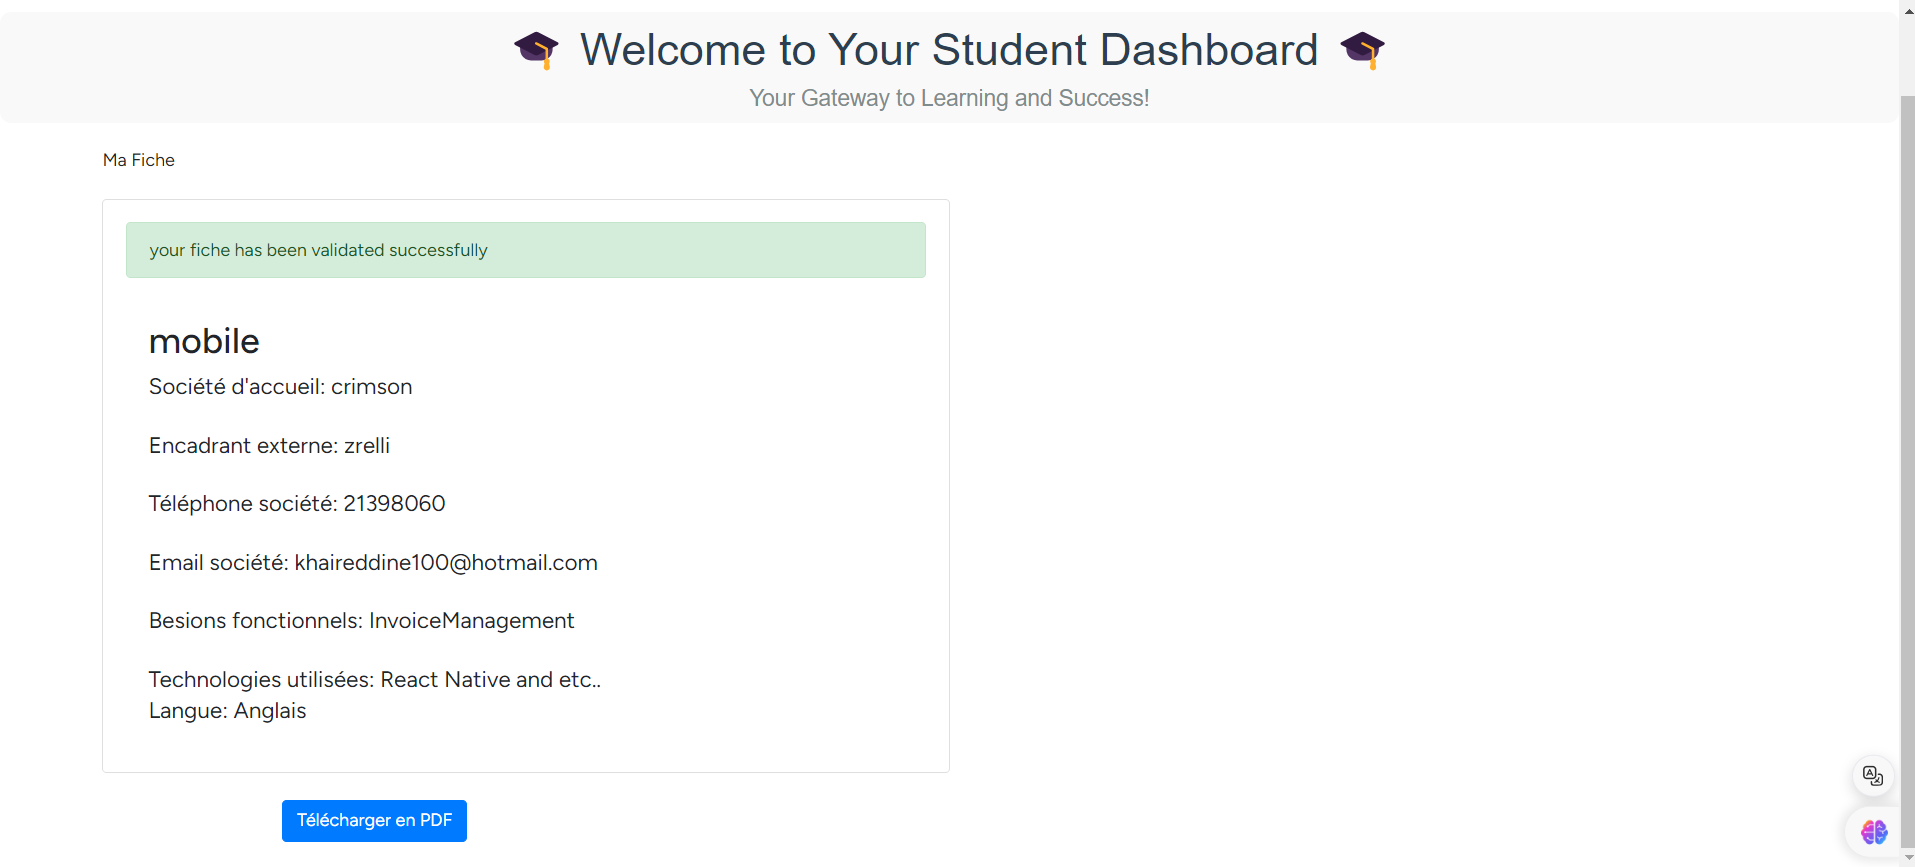 Welcome to Your Student Dashboard
Your Gateway to Learning and Success!
Ma Fiche
your fiche has been validated successfully
mobile
Société d'accueil: crimson
Encadrant externe: zrelli
Téléphone société: 21398060
Email société: khaireddine100@hotmail.com
Besions fonctionnels: InvoiceManagement
Technologies utilisées: React Native and etc..
Langue: Anglais
Télécharger en PDF